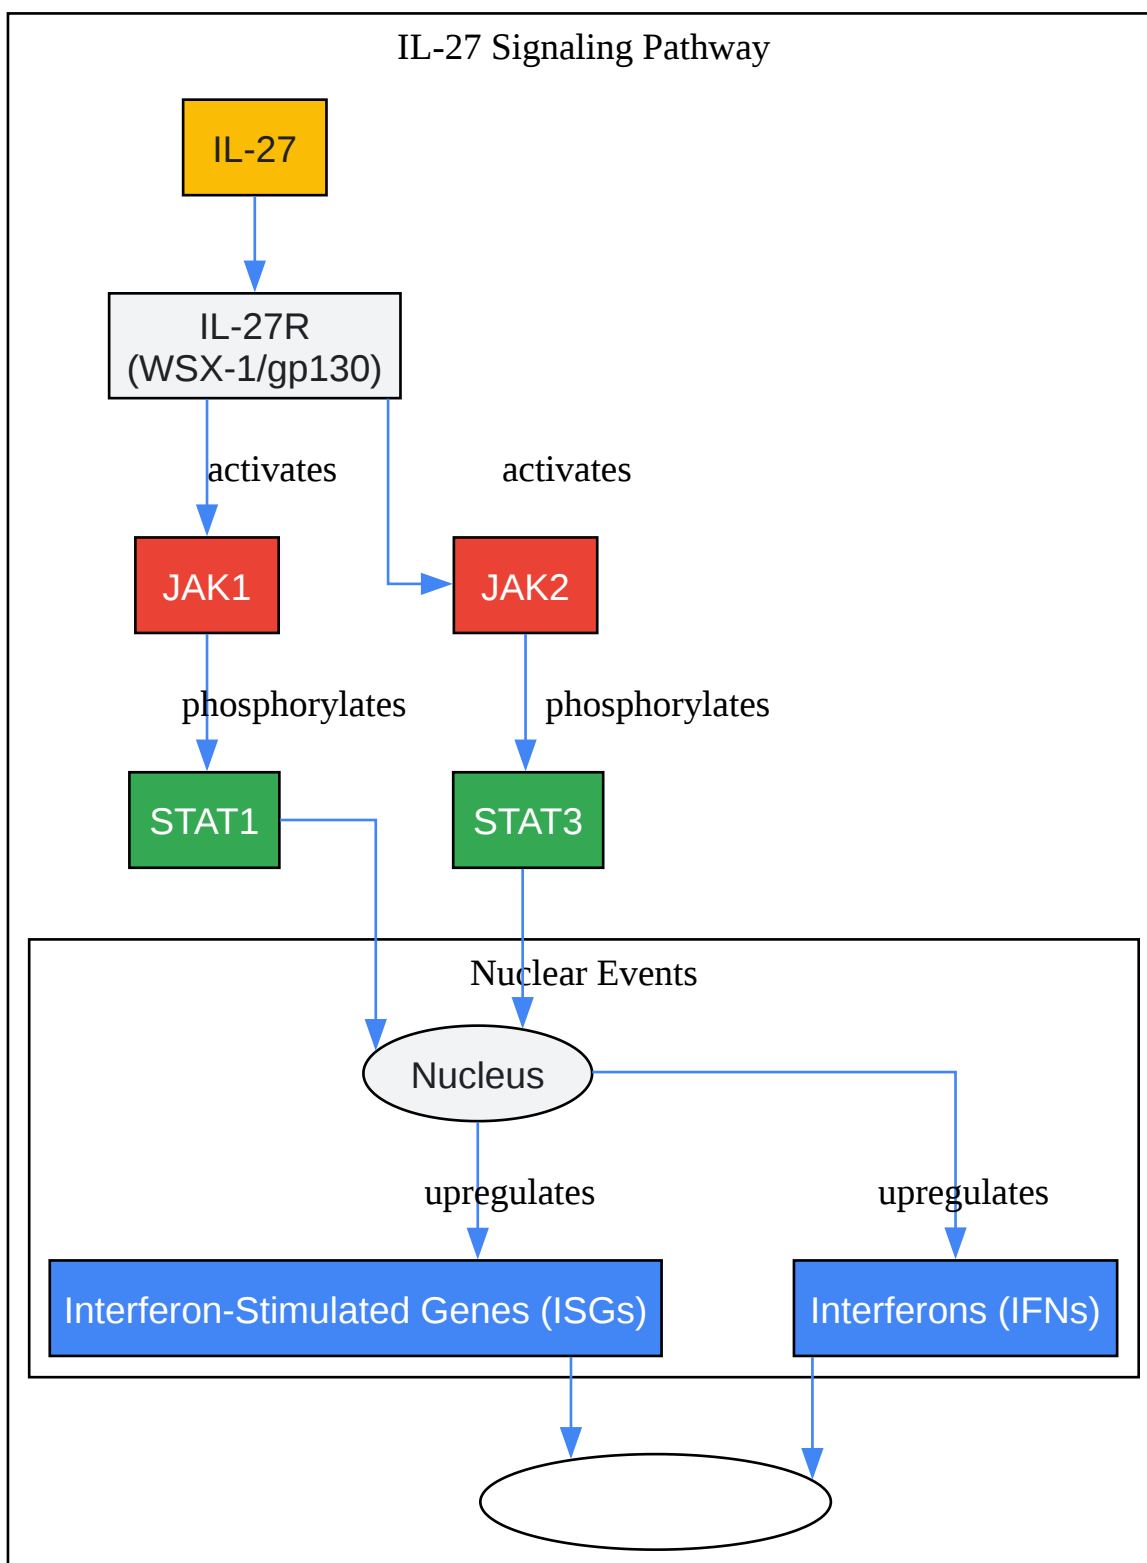 IL-27 Signaling Pathway
IL-27
IL-27R
(WSX-1/gp130)
activates
activates
JAK1
JAK2
phosphorylates
phosphorylates
STAT1
STAT3
Nuclear Events
Nucleus
upregulates
upregulates
Interferon-Stimulated Genes (ISGs)
Interferons (IFNs)